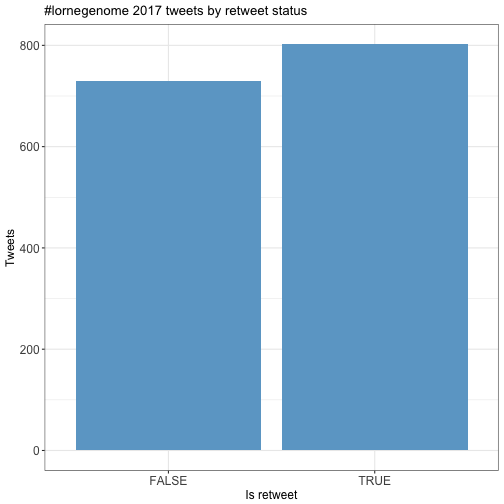 #lornegenome 2017 tweets by retweet status
Tweets
800
600
400
200
0
FALSE
TRUE
Is retweet